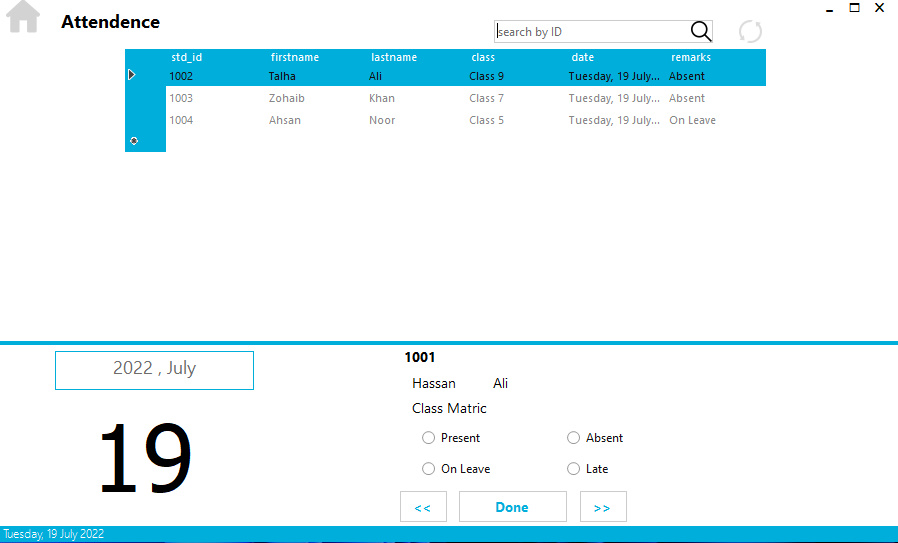 Attendence
search by ID
std_id firstname lastname class date remarks
1002 Talha Ali Class 9 Tuesday, 19 July... Absent
1003 Zohaib Khan Class 7 Tuesday, 19 July... Absent
1004 Ahsan Noor Class 5 Tuesday, 19 July... On Leave
2022 , July
19
1001
Hassan Ali
Class Matric
Present Absent
On Leave Late
<< Done >>
Tuesday, 19 July 2022